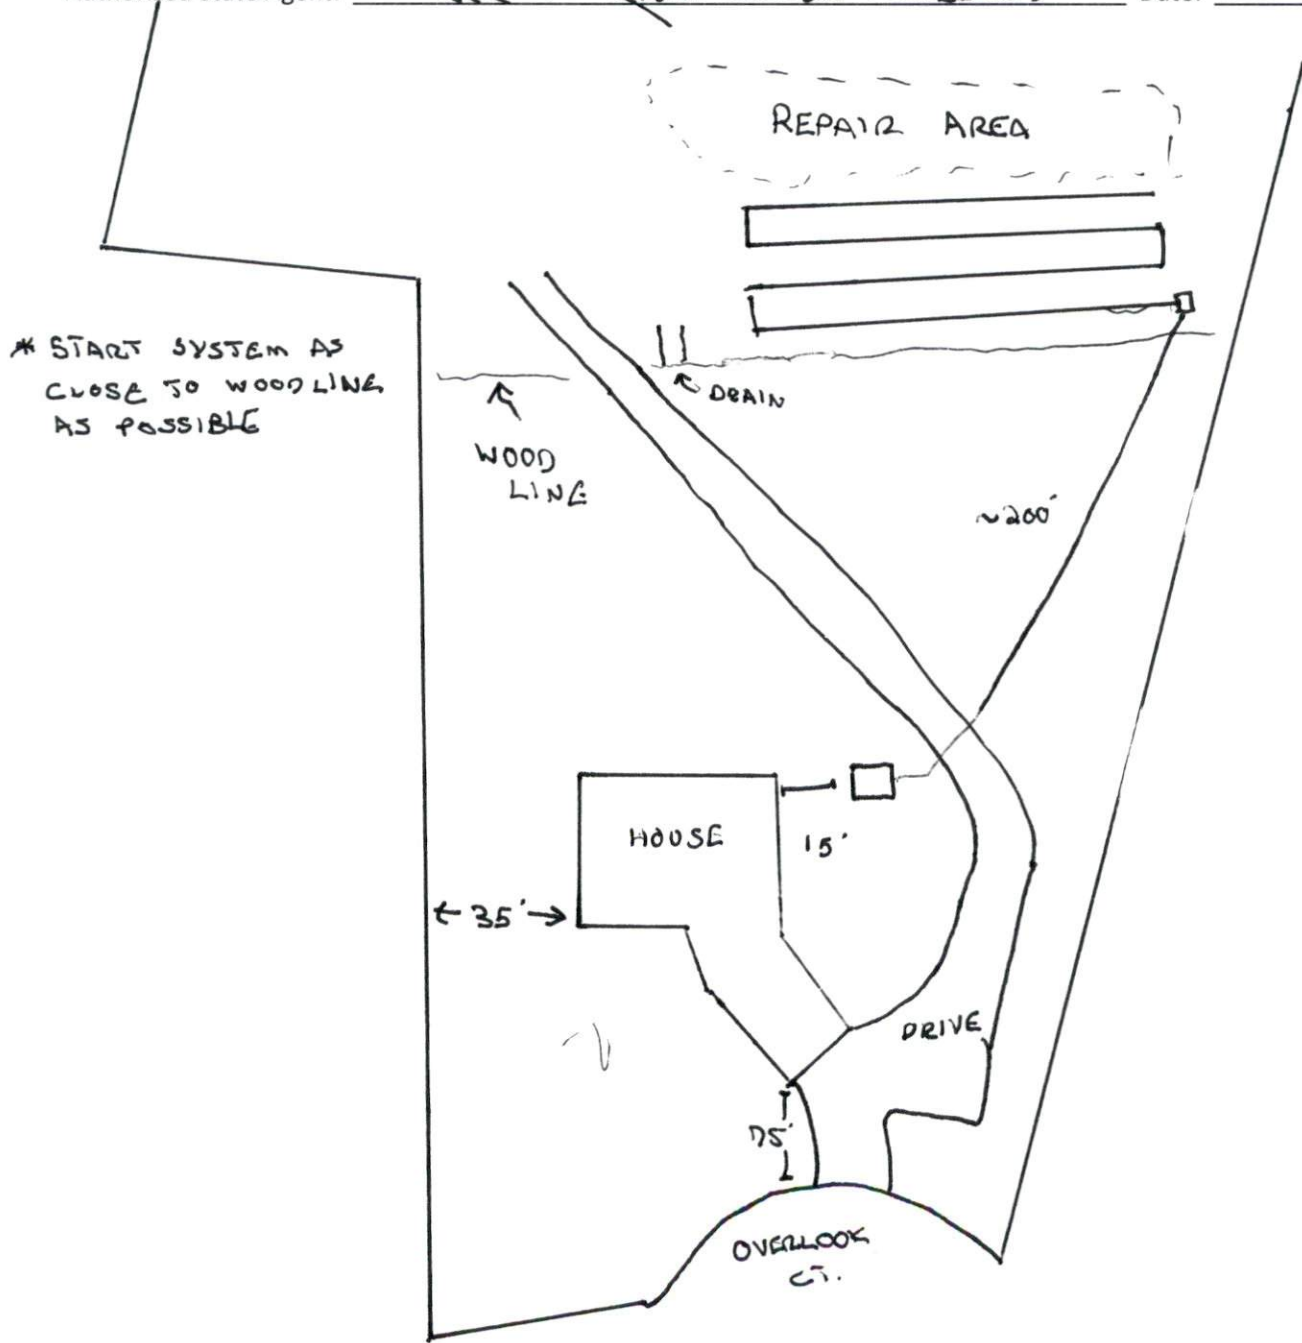 Date:
REPAIR AREA
* START SYSTEM AS
CLOSE TO WOODLINE
AS POSSIBLE
DRAIN
WOOD
LINE
~200'
HOUSE
15'
← 35' →
DRIVE
75'
OVERLOOK
CT.